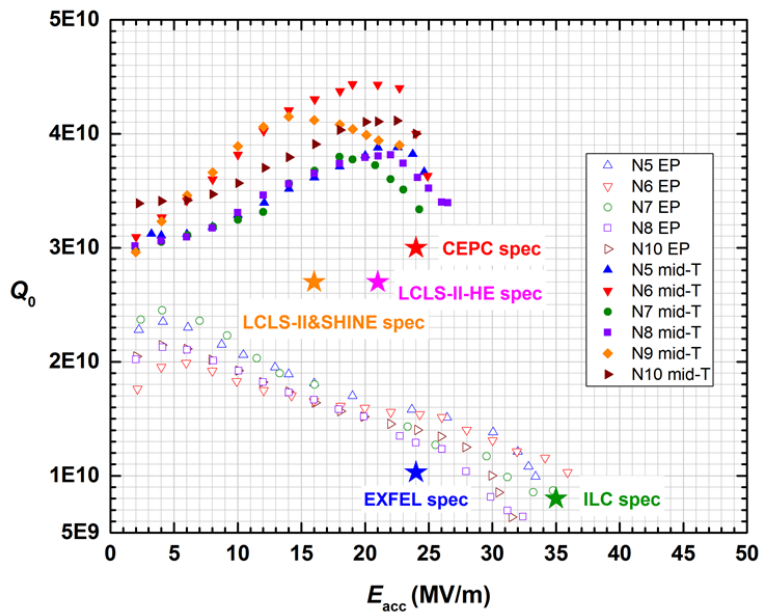 5E10
4E10
3E10
2E10
1E10
5E9
Q0
N5 EP
N6 EP
N7 EP
N8 EP
N10 EP
N5 mid-T
N6 mid-T
N7 mid-T
N8 mid-T
N9 mid-T
N10 mid-T
CEPC spec
LCLS-II-HE spec
LCLS-II&SHINE spec
EXFEL spec
ILC spec
0 5 10 15 20 25 30 35 40 45 50
Eacc (MV/m)